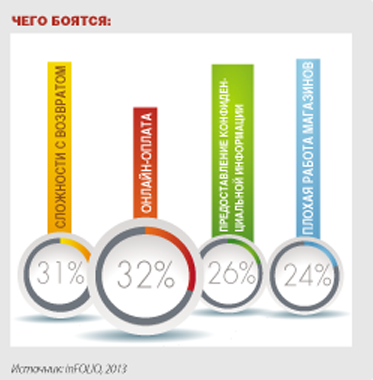 ЧЕГО БОЯТСЯ:
СЛОЖНОСТИ С ВОЗВРАТОМ
31%
ОНЛАЙН-ОПЛАТА
32%
ПРЕДОСТАВЛЕНИЕ КОНФИДЕН-
ЦИАЛЬНОЙ ИНФОРМАЦИИ
26%
ПЛОХАЯ РАБОТА МАГАЗИНОВ
24%
Источник: inFOLIO, 2013